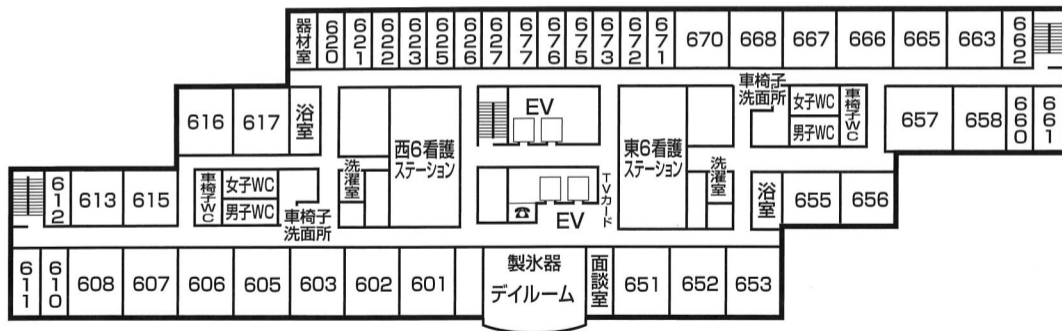 器材室
620
621
622
623
625
626
627
677
676
675
673
672
671
670
668
667
666
665
663
662
616
617
浴室
西6看護
ステーション
EV
東6看護
ステーション
車椅子
洗面所
女子WC
男子WC
車椅子WC
657
658
660
661
612
613
615
車椅子WC
女子WC
男子WC
車椅子
洗面所
洗濯室
EV
TVカード
洗濯室
浴室
655
656
611
610
608
607
606
605
603
602
601
製氷器
デイルーム
面談室
651
652
653